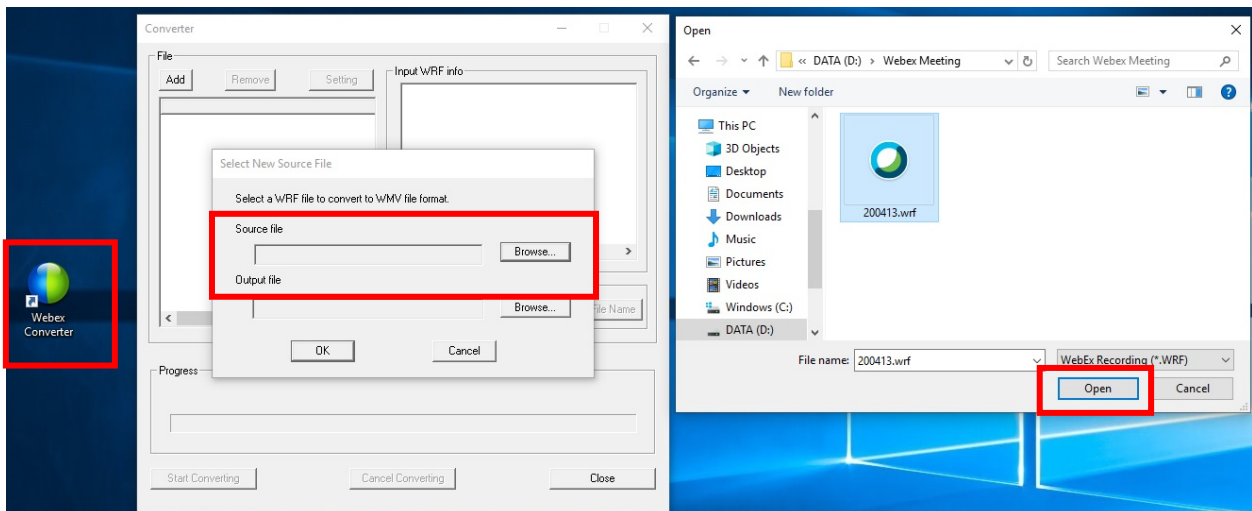 Webex
Converter
Converter
File
Add
Remove
Setting
Input WRF info
Select New Source File
Select a WRF file to convert to WMV file format.
Source file
Browse...
Output file
Browse...
File Name
OK
Cancel
Progress
Start Converting
Cancel Converting
Close
Open
« DATA (D:) › Webex Meeting
Search Webex Meeting
Organize
New folder
This PC
3D Objects
Desktop
Documents
Downloads
Music
Pictures
Videos
Windows (C:)
DATA (D:)
200413.wrf
File name: 200413.wrf
WebEx Recording (*.WRF)
Open
Cancel